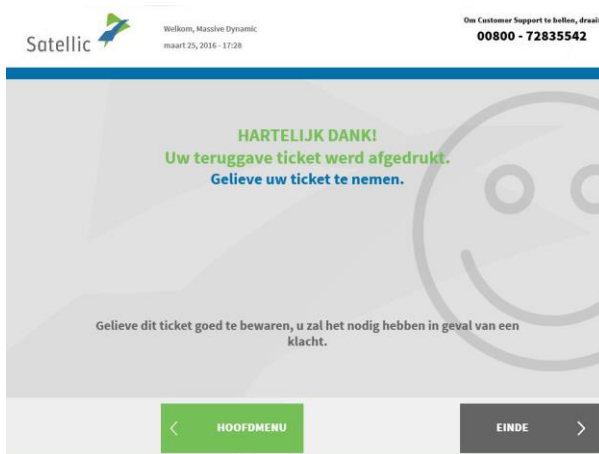 Satellic
Welkom, Massive Dynamic
maart 25, 2016 - 17:28
Om Customer Support te bellen, draai
00800 - 72835542
HARTELIJK DANK!
Uw teruggave ticket werd afgedrukt.
Gelieve uw ticket te nemen.
Gelieve dit ticket goed te bewaren, u zal het nodig hebben in geval van een
klacht.
HOOFDMENU
EINDE